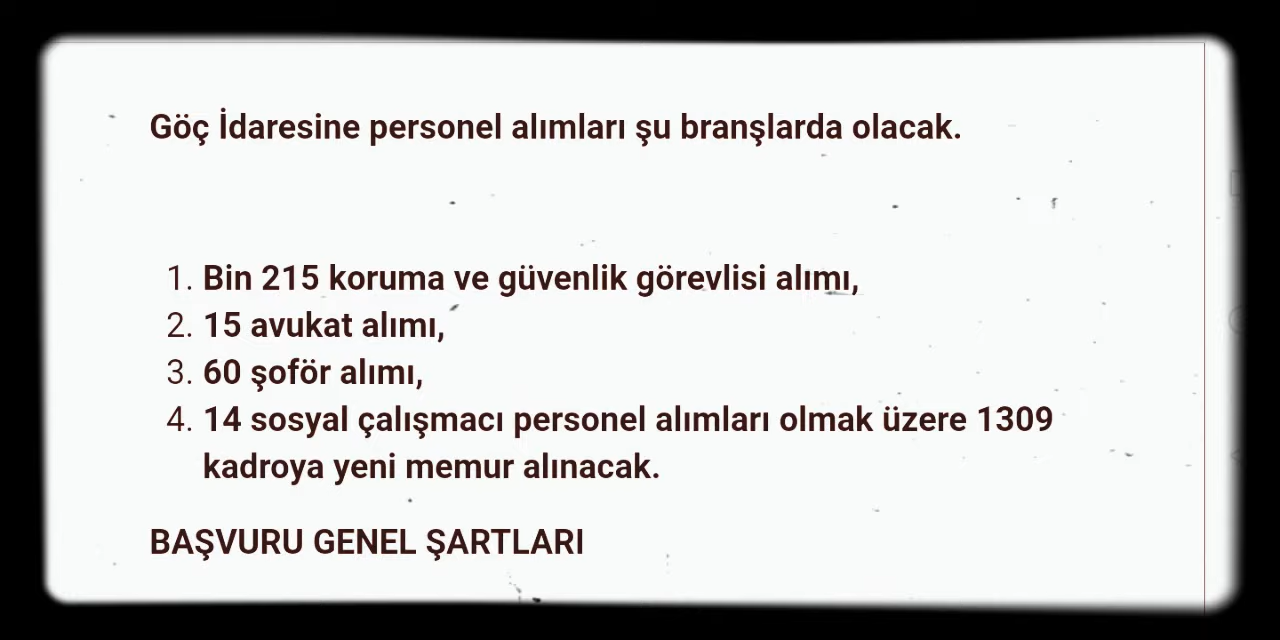 Göç İdaresine personel alımları şu branşlarda olacak.
1. Bin 215 koruma ve güvenlik görevlisi alımı,
2. 15 avukat alımı,
3. 60 şoför alımı,
4. 14 sosyal çalışmacı personel alımları olmak üzere 1309
kadroya yeni memur alınacak.
BAŞVURU GENEL ŞARTLARI